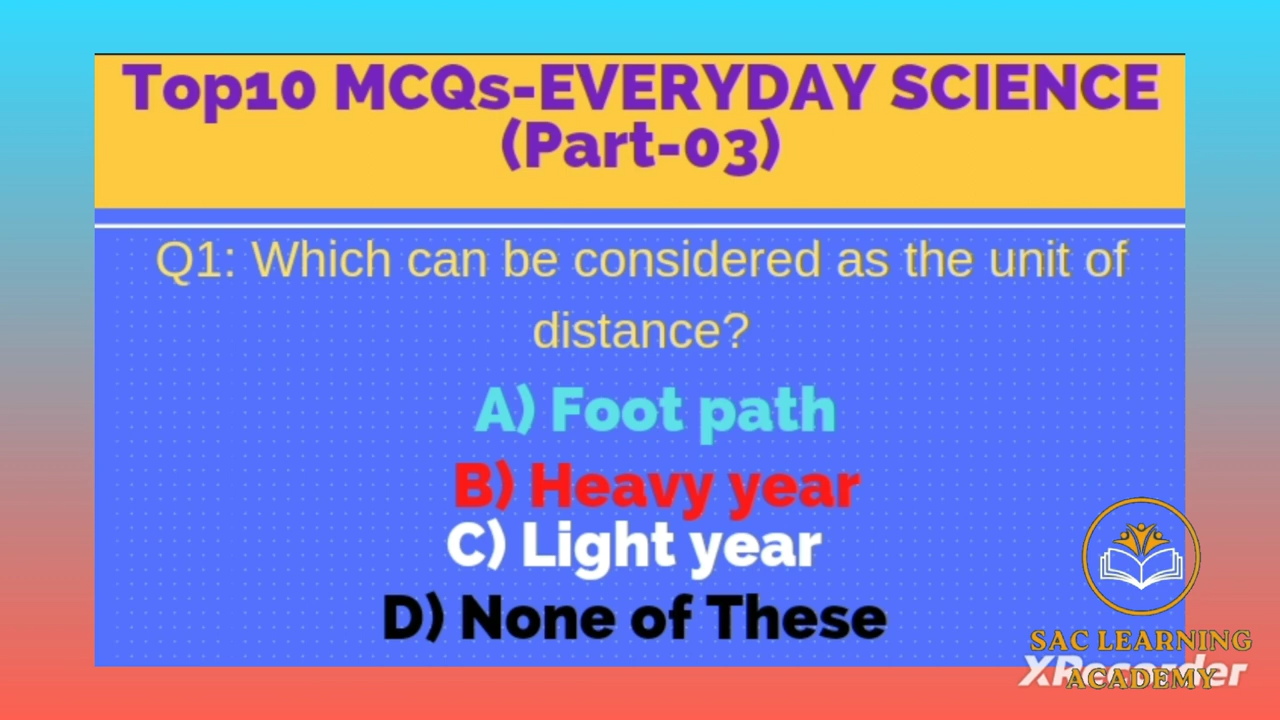 Top10 MCQs-EVERYDAY SCIENCE
(Part-03)
Q1: Which can be considered as the unit of
distance?
A) Foot path
B) Heavy year
C) Light year
D) None of These
SAC LEARNING
XRecorder
ACADEMY